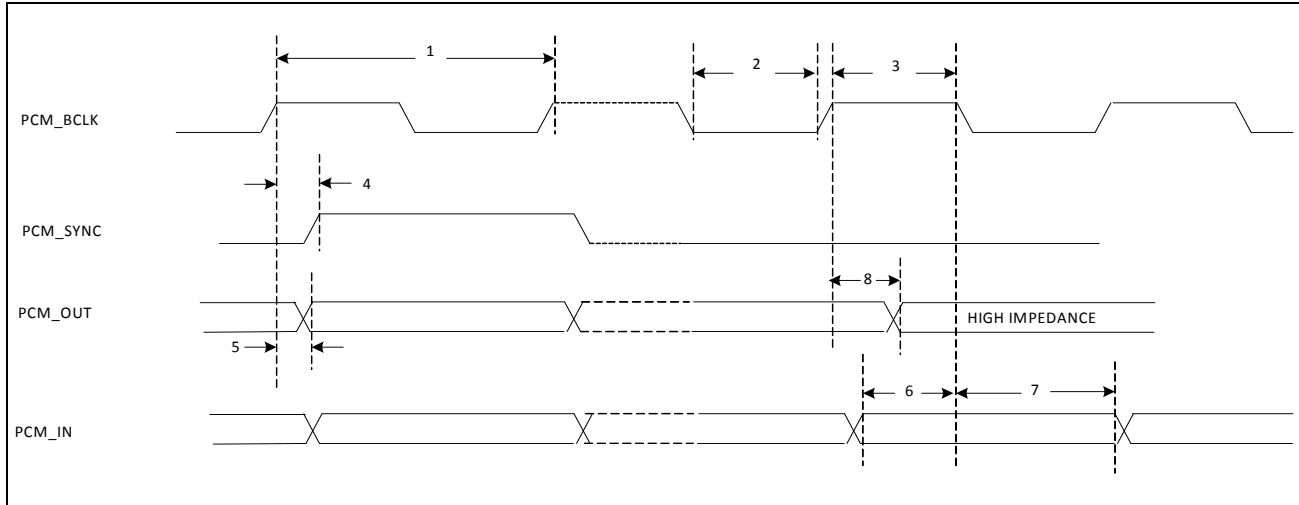 1
2
3
PCM_BCLK
4
PCM_SYNC
8
PCM_OUT
HIGH IMPEDANCE
5
6
7
PCM_IN